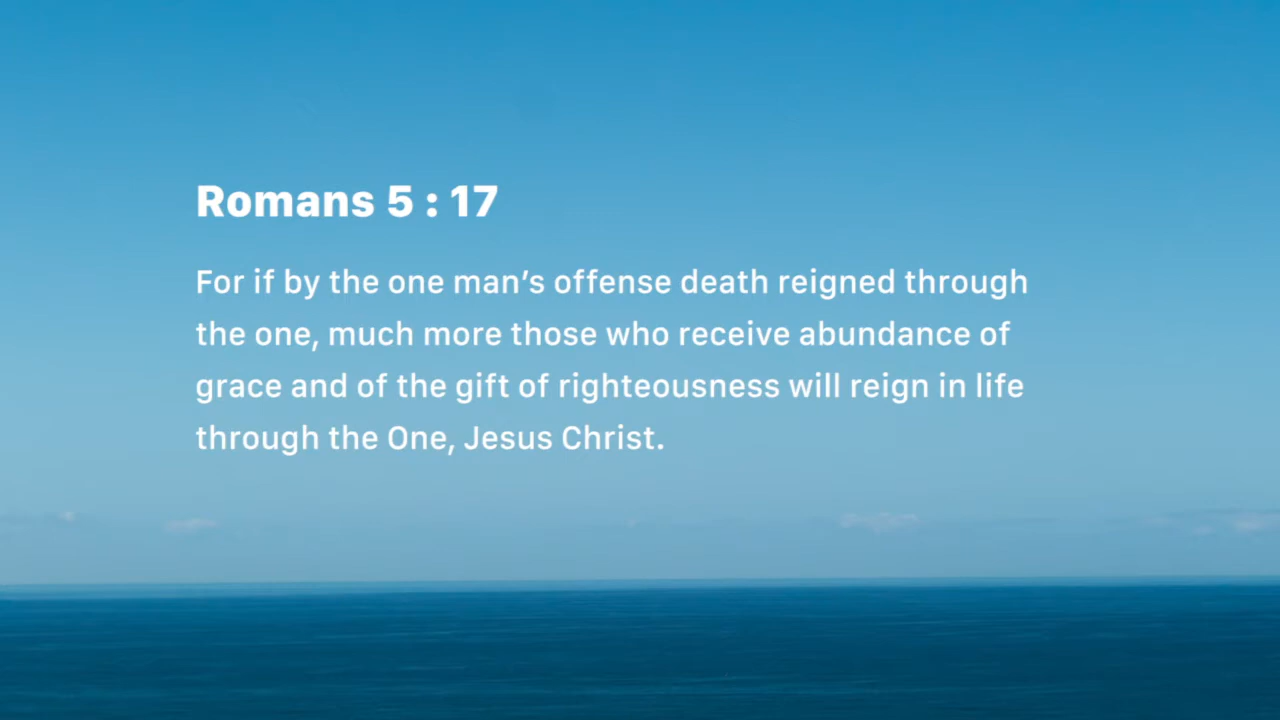 Romans 5 : 17
For if by the one man’s offense death reigned through
the one, much more those who receive abundance of
grace and of the gift of righteousness will reign in life
through the One, Jesus Christ.